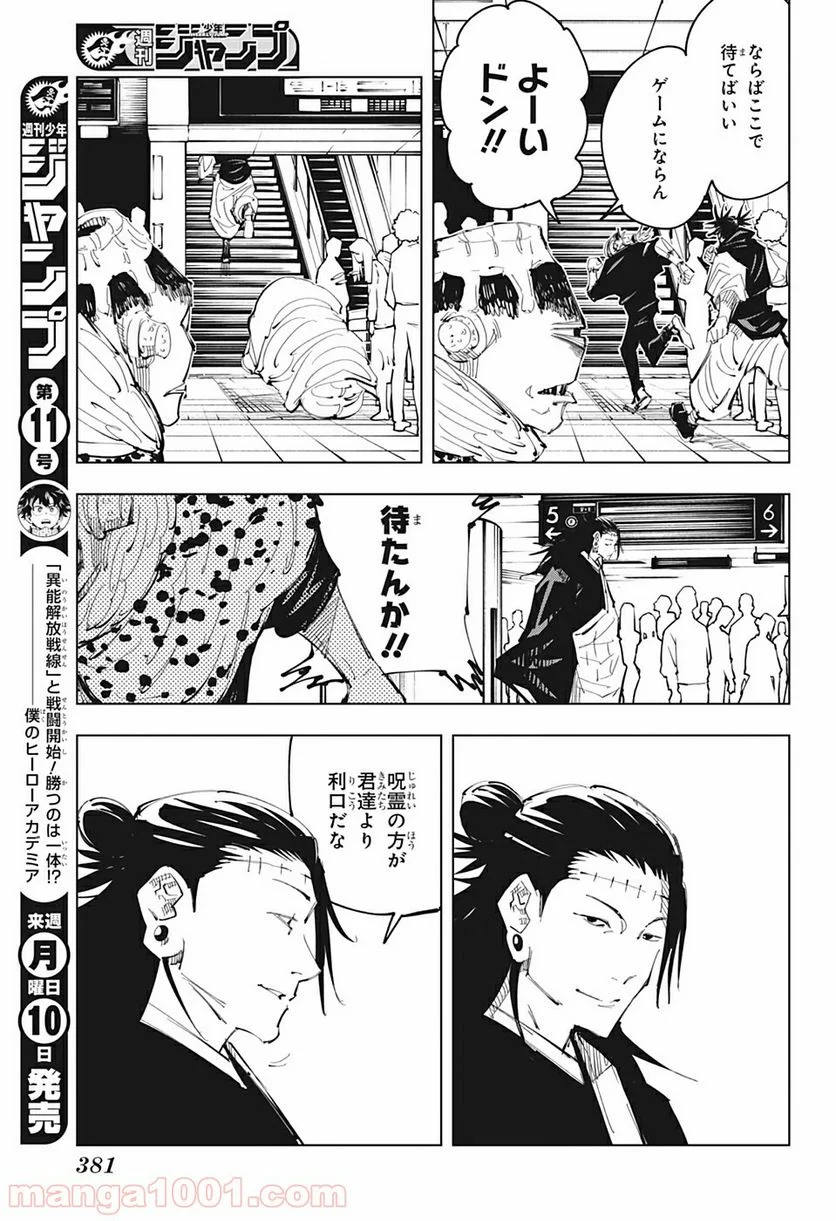 ならばここで
待てばいい
ゲームにならん
よーい
ドン!!
週刊
少年
ジャンプ
5
6
待たんか!!
呪霊の方が
君達より
利口だな
週刊少年
ジャンプ
第
11
号
「異能解放戦線」と戦闘開始!勝つのは一体!?
――僕のヒーローアカデミア
来週
月
曜日
10
日
発売
381
manga1001.com